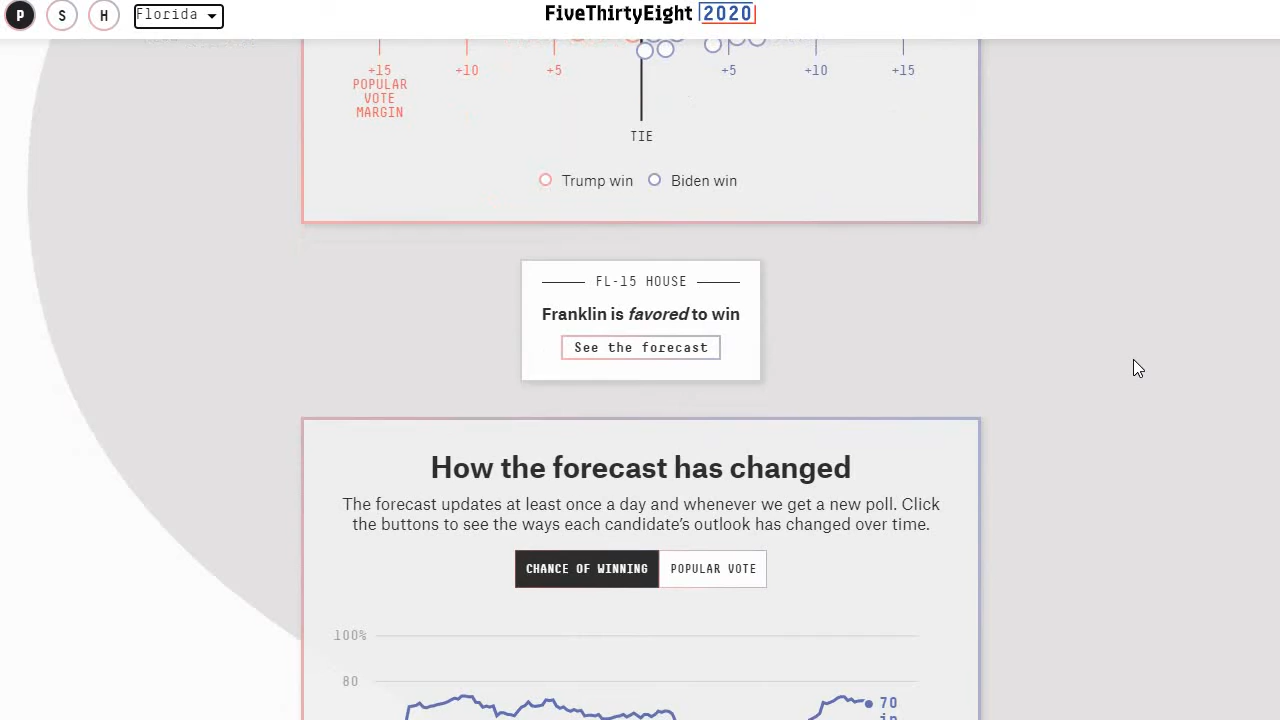 P S H Florida FiveThirtyEight 2020
+15 +10 +5 +5 +10 +15
POPULAR
VOTE
MARGIN
TIE
Trump win Biden win
FL-15 HOUSE
Franklin is favored to win
See the forecast
How the forecast has changed
The forecast updates at least once a day and whenever we get a new poll. Click
the buttons to see the ways each candidate's outlook has changed over time.
CHANCE OF WINNING POPULAR VOTE
100%
80
70
in